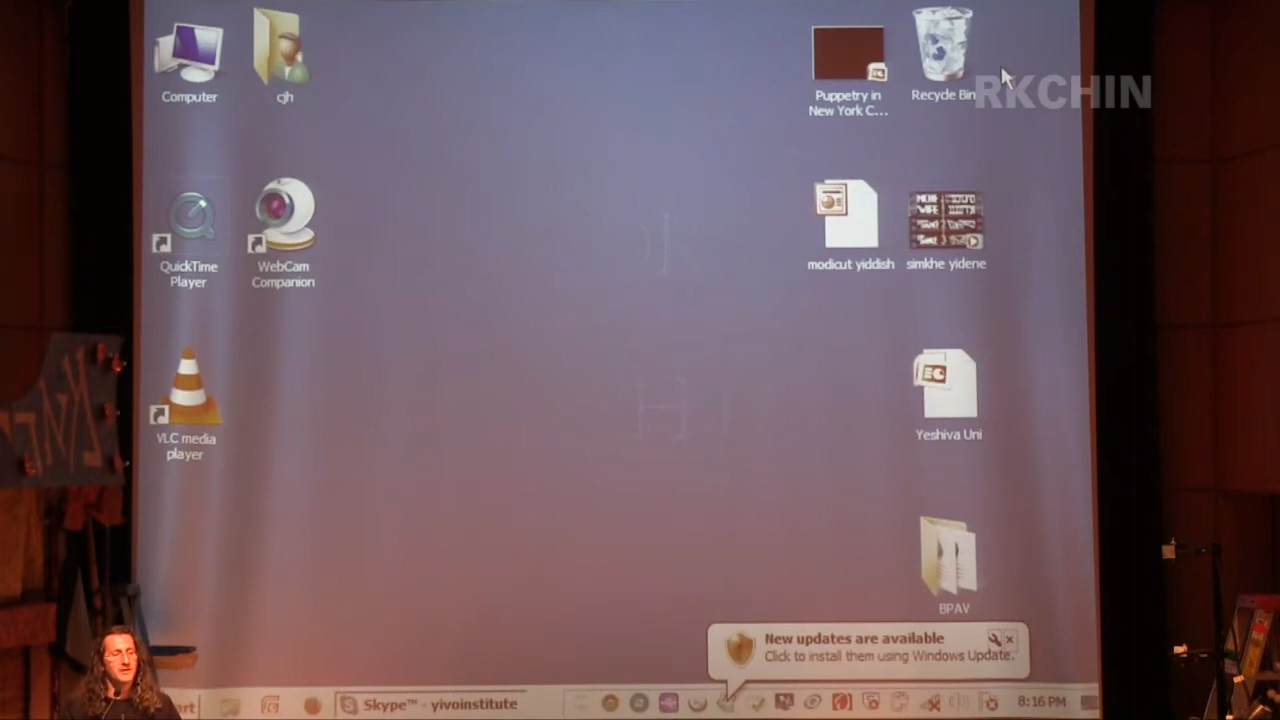 Computer
cjh
Puppetry in
New York C...
Recycle Bin
RKCHIN
QuickTime
Player
WebCam
Companion
modicut yiddish
simkhe yidene
VLC media
player
Yeshiva Uni
BPAV
New updates are available
Click to install them using Windows Update.
Skype™ - yivoinstitute
8:16 PM